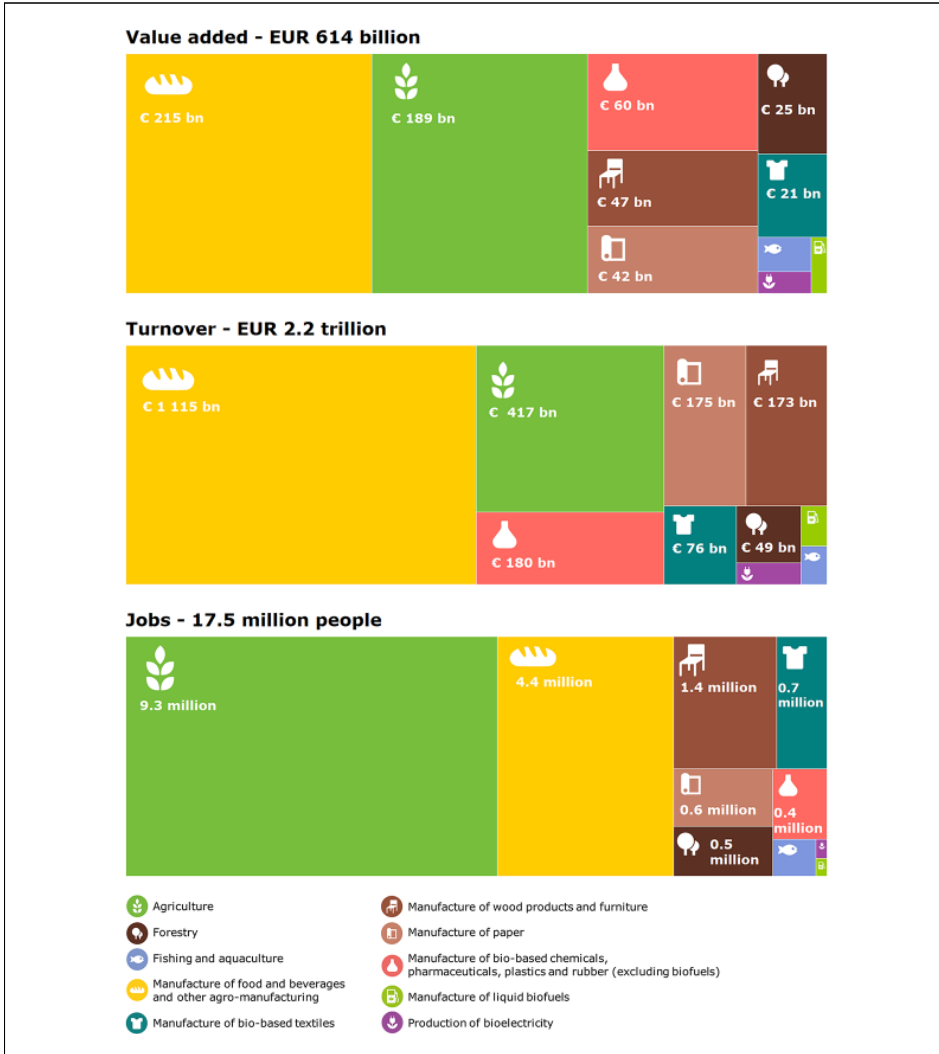 Value added - EUR 614 billion
€ 215 bn
€ 189 bn
€ 60 bn
€ 25 bn
€ 47 bn
€ 21 bn
€ 42 bn
Turnover - EUR 2.2 trillion
€ 1 115 bn
€  417 bn
€ 175 bn
€ 173 bn
€ 180 bn
€ 76 bn
€ 49 bn
Jobs - 17.5 million people
9.3 million
4.4 million
1.4 million
0.7
million
0.6 million
0.4
million
0.5
million
Agriculture
Forestry
Fishing and aquaculture
Manufacture of food and beverages
and other agro-manufacturing
Manufacture of bio-based textiles
Manufacture of wood products and furniture
Manufacture of paper
Manufacture of bio-based chemicals,
pharmaceuticals, plastics and rubber (excluding biofuels)
Manufacture of liquid biofuels
Production of bioelectricity